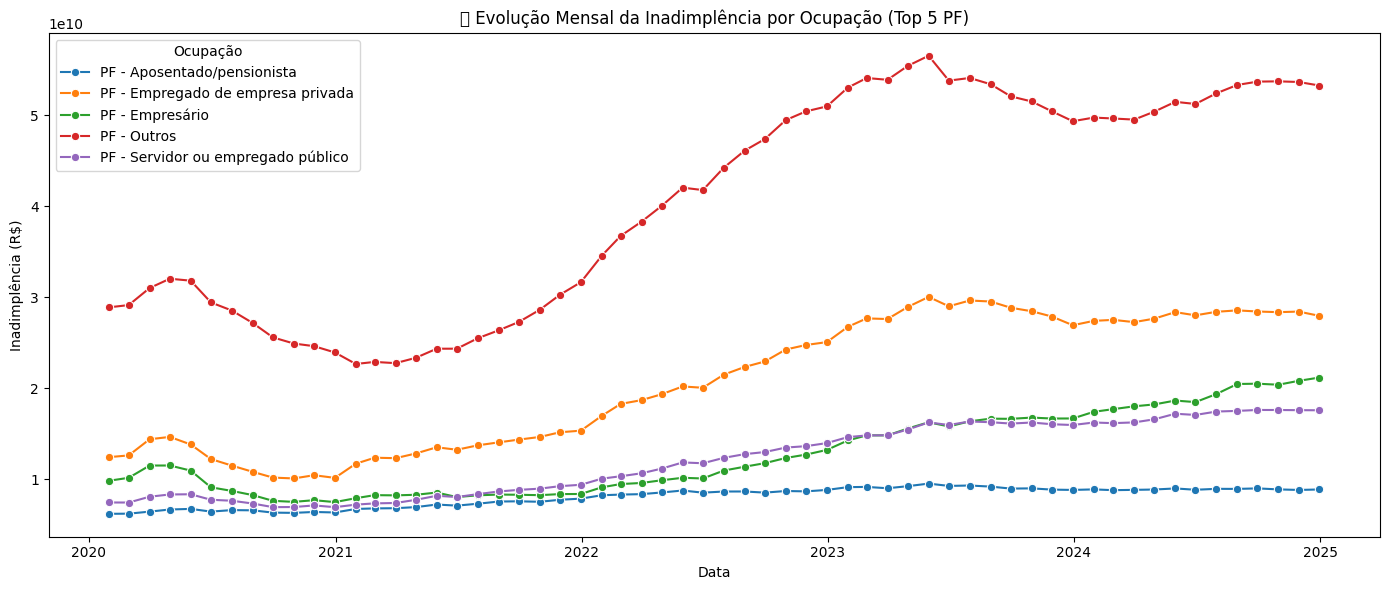 Evolução Mensal da Inadimplência por Ocupação (Top 5 PF)
1e10
Ocupação
PF - Aposentado/pensionista
PF - Empregado de empresa privada
PF - Empresário
PF - Outros
PF - Servidor ou empregado público
Inadimplência (R$)
5
4
3
2
1
2020
2021
2022
2023
2024
2025
Data